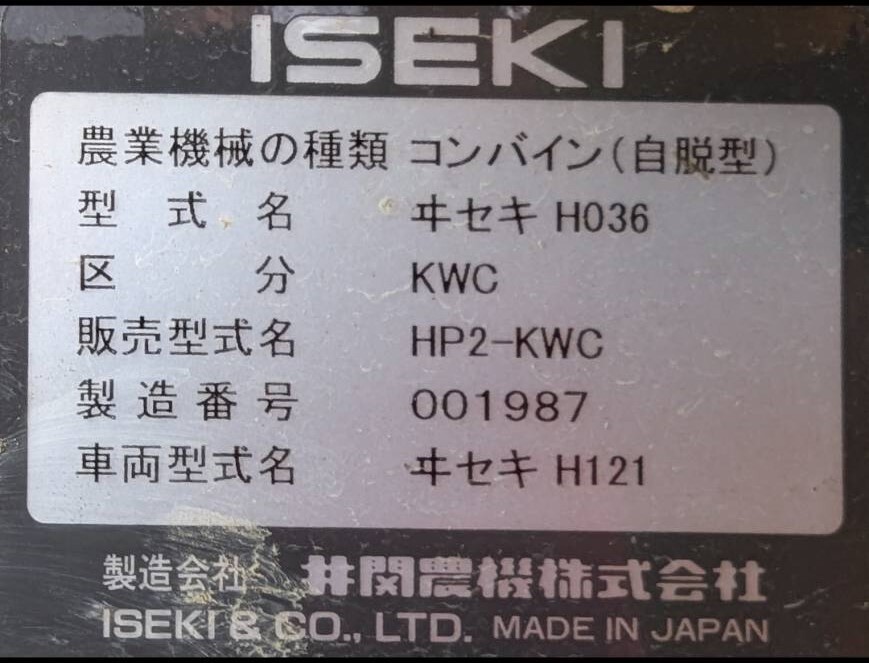 ISEKI
農業機械の種類 コンバイン(自脱型)
型式名 ヰセキ H036
区分 KWC
販売型式名 HP2-KWC
製造番号 001987
車両型式名 ヰセキ H121
製造会社 井関農機株式会社
ISEKI & CO., LTD. MADE IN JAPAN